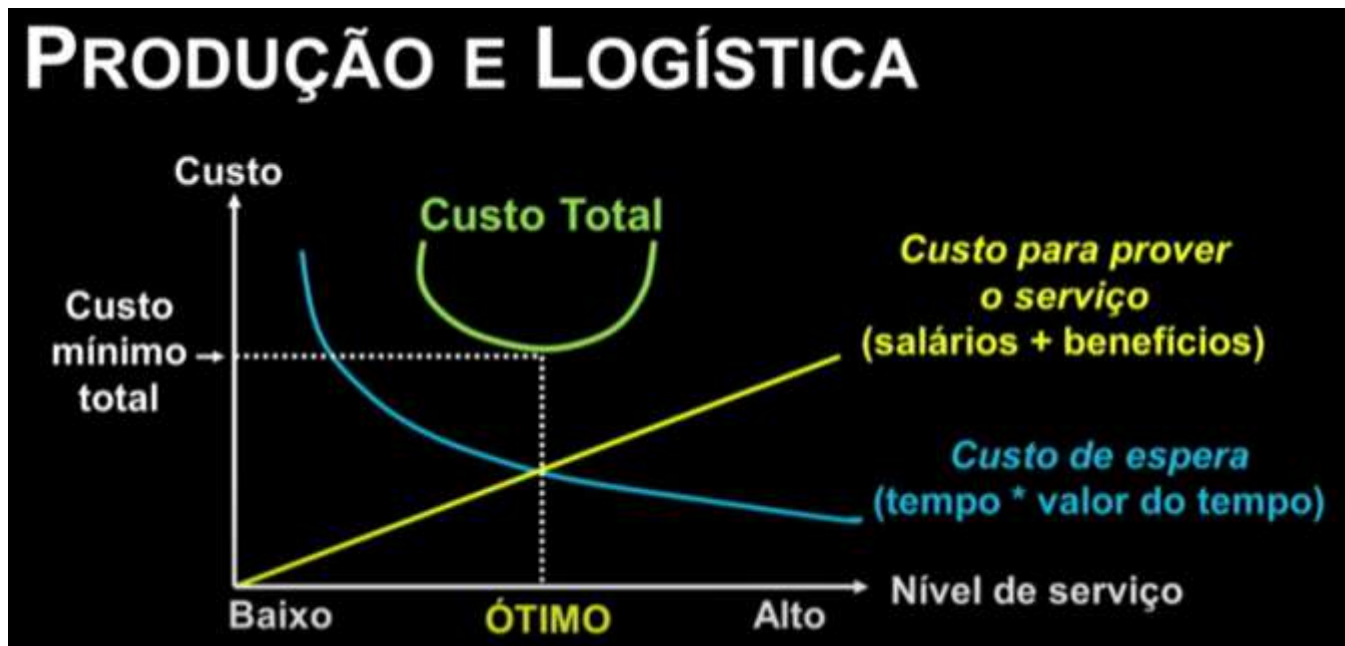 PRODUÇÃO E LOGÍSTICA
Custo
Custo Total
Custo para prover
o serviço
(salários + benefícios)
Custo
mínimo
total
Custo de espera
(tempo * valor do tempo)
Nível de serviço
Baixo
ÓTIMO
Alto